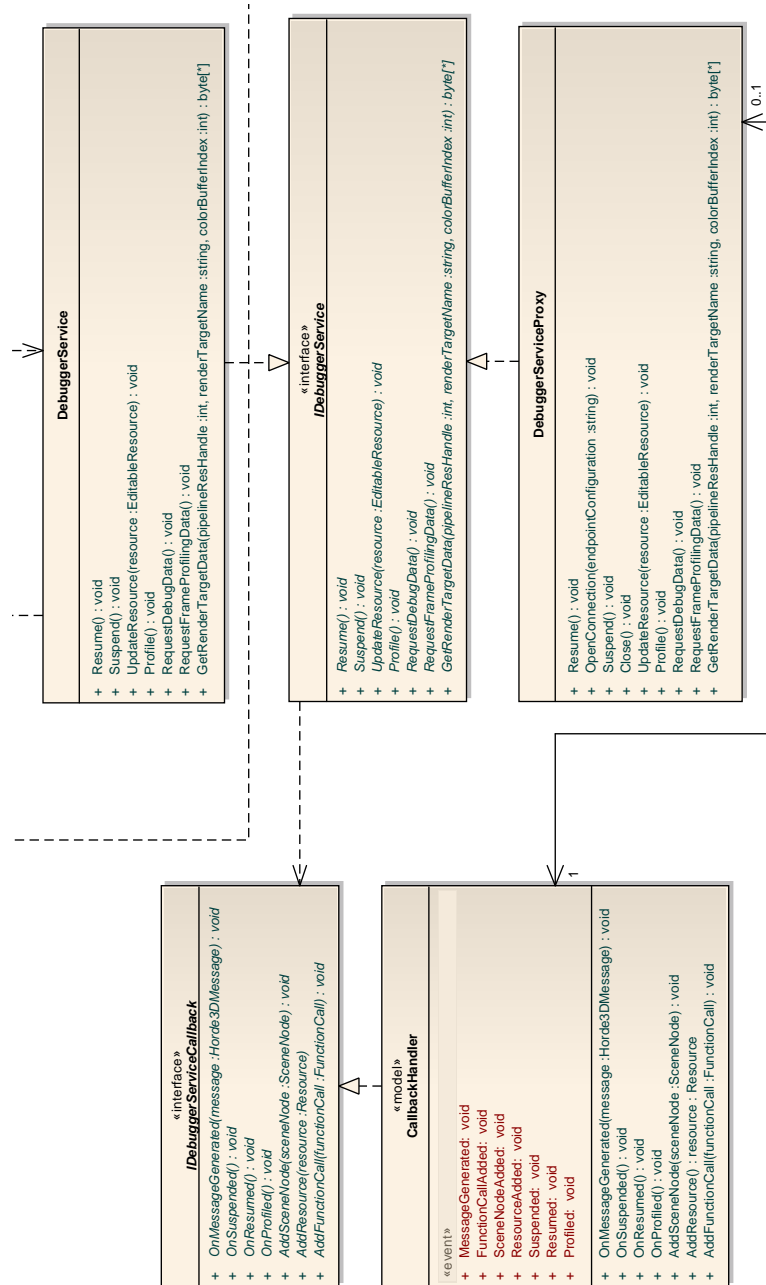 DebuggerService
+ Resume() : void
+ Suspend() : void
+ UpdateResource(resource :EditableResource) : void
+ Profile() : void
+ RequestDebugData() : void
+ RequestFrameProfilingData() : void
+ GetRenderTargetData(pipelineResHandle :int, renderTargetName :string, colorBufferIndex :int) : byte[*]
«interface»
IDebuggerService
+ Resume() : void
+ Suspend() : void
+ UpdateResource(resource :EditableResource) : void
+ Profile() : void
+ RequestDebugData() : void
+ RequestFrameProfilingData() : void
+ GetRenderTargetData(pipelineResHandle :int, renderTargetName :string, colorBufferIndex :int) : byte[*]
DebuggerServiceProxy
+ Resume() : void
+ OpenConnection(endpointConfiguration :string) : void
+ Suspend() : void
+ Close() : void
+ UpdateResource(resource :EditableResource) : void
+ Profile() : void
+ RequestDebugData() : void
+ RequestFrameProfilingData() : void
+ GetRenderTargetData(pipelineResHandle :int, renderTargetName :string, colorBufferIndex :int) : byte[*]
0..1
«interface»
IDebuggerServiceCallback
+ OnMessageGenerated(message :Horde3DMessage) : void
+ OnSuspended() : void
+ OnResumed() : void
+ OnProfiled() : void
+ AddSceneNode(sceneNode :SceneNode) : void
+ AddResource(resource :Resource)
+ AddFunctionCall(functionCall :FunctionCall) : void
«model»
CallbackHandler
«event»
+ MessageGenerated: void
+ FunctionCallAdded: void
+ SceneNodeAdded: void
+ ResourceAdded: void
+ Suspended: void
+ Resumed: void
+ Profiled: void
+ OnMessageGenerated(message :Horde3DMessage) : void
+ OnSuspended() : void
+ OnResumed() : void
+ OnProfiled() : void
+ AddSceneNode(sceneNode :SceneNode) : void
+ AddResource() : resource : Resource
+ AddFunctionCall(functionCall :FunctionCall) : void
1